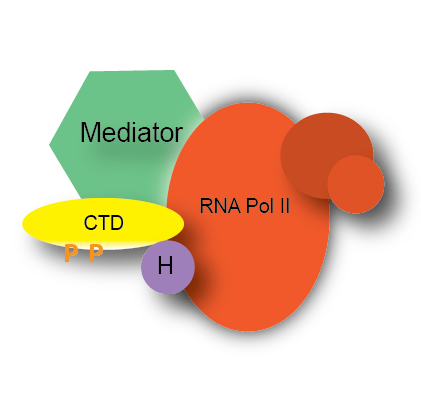 Mediator
RNA Pol II
CTD
P P
H